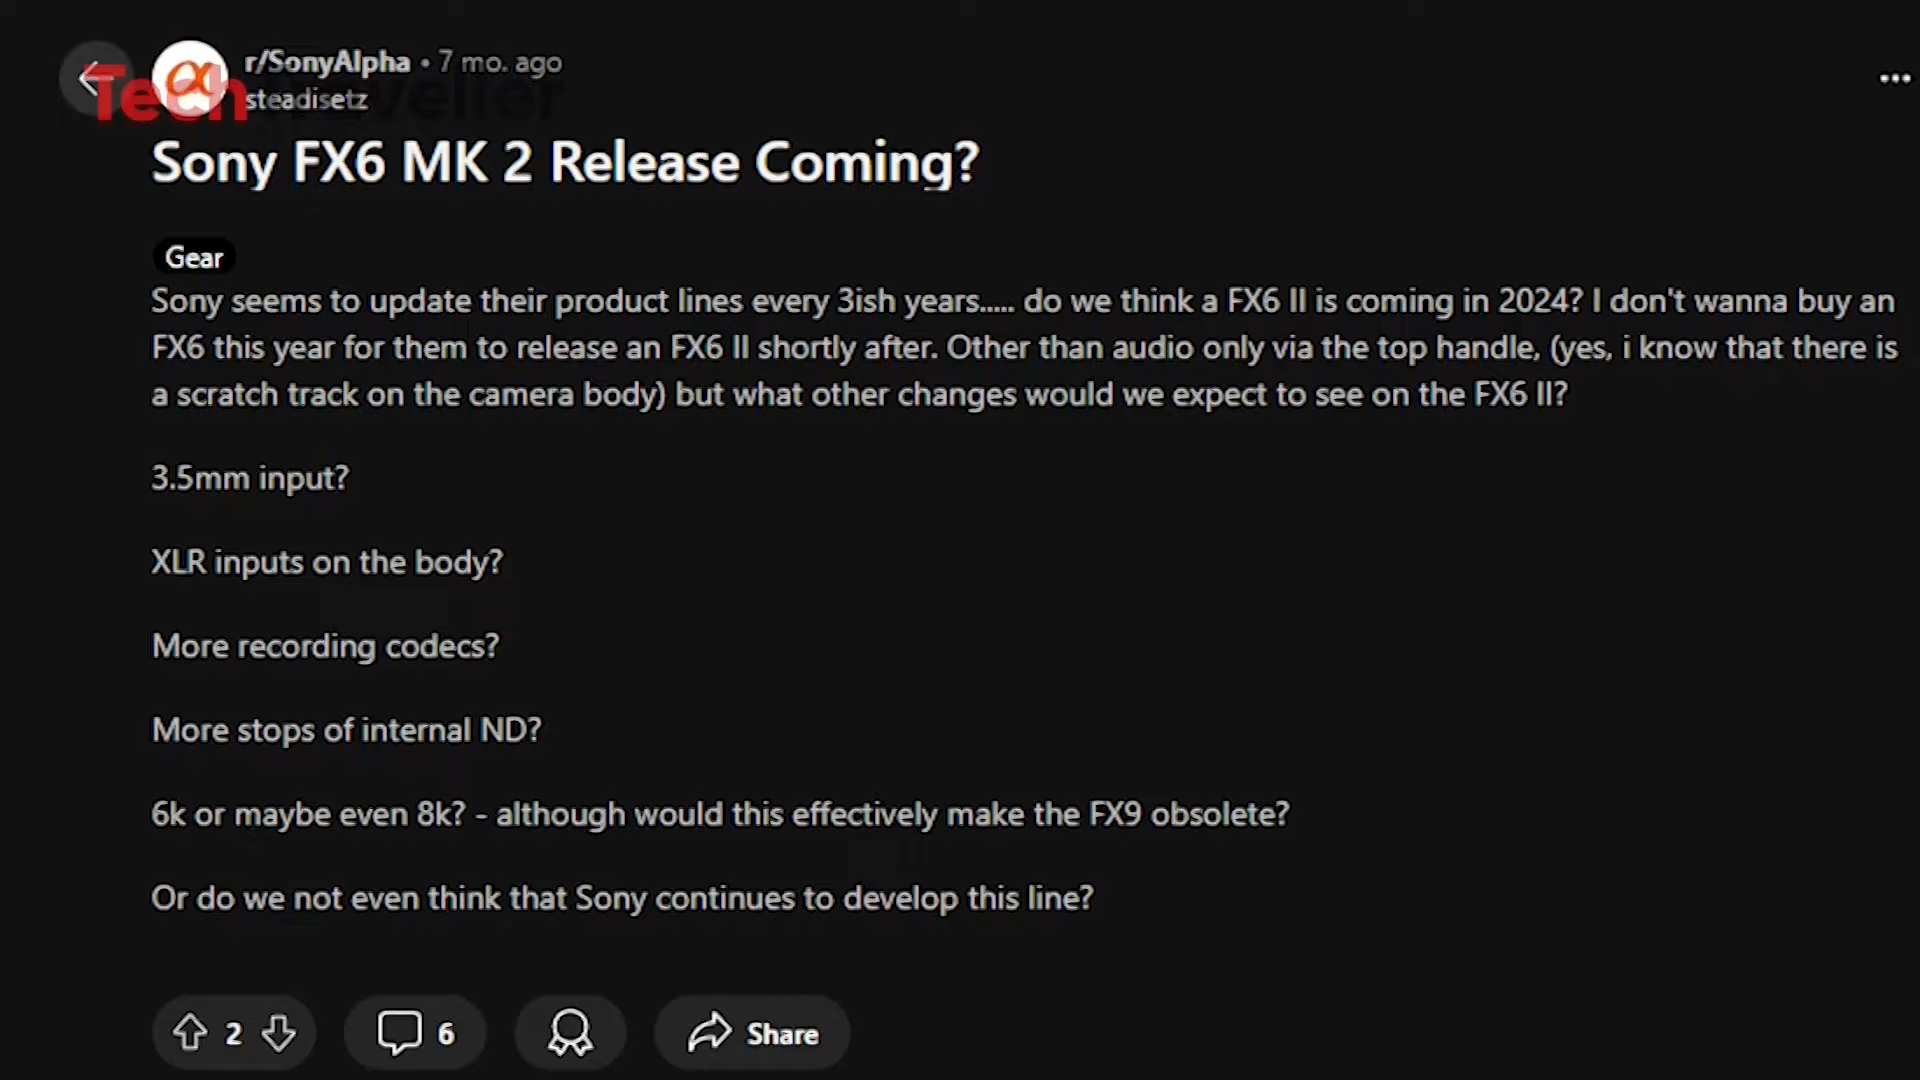 r/SonyAlpha • 7 mo. ago
steadisetz
Tech veller
Sony FX6 MK 2 Release Coming?
Gear
Sony seems to update their product lines every 3ish years..... do we think a FX6 II is coming in 2024? I don't wanna buy an
FX6 this year for them to release an FX6 II shortly after. Other than audio only via the top handle, (yes, i know that there is
a scratch track on the camera body) but what other changes would we expect to see on the FX6 II?
3.5mm input?
XLR inputs on the body?
More recording codecs?
More stops of internal ND?
6k or maybe even 8k? - although would this effectively make the FX9 obsolete?
Or do we not even think that Sony continues to develop this line?
2
6
Share